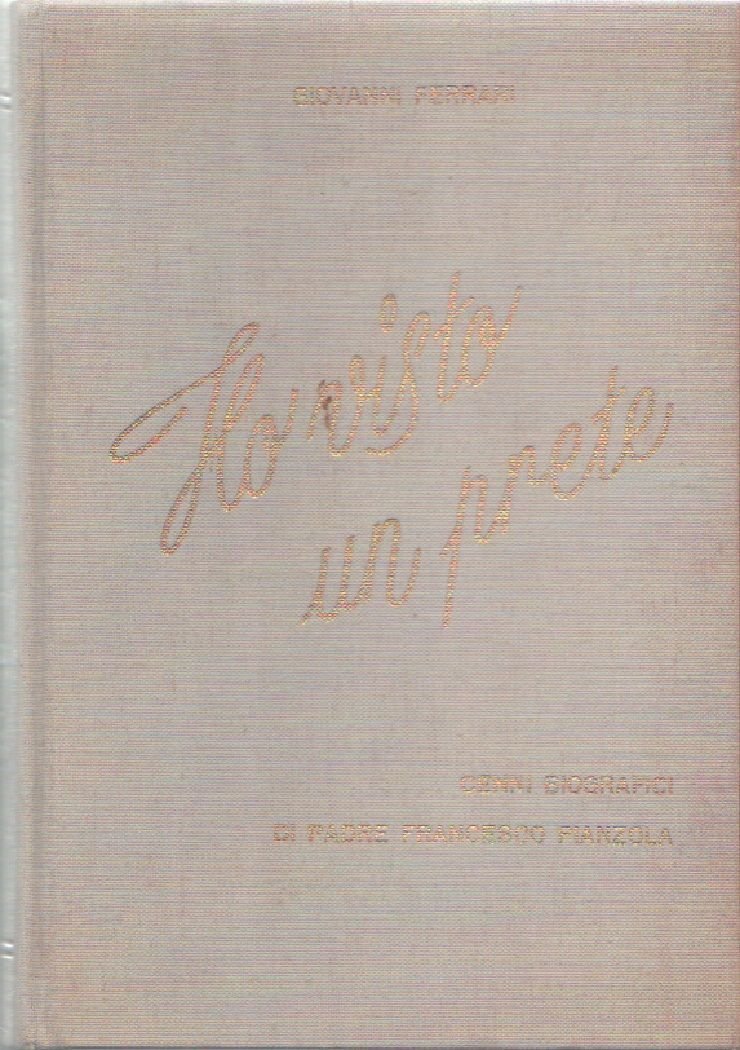 GIOVANNI FERRARI
Ho visto
un prete
CENNI BIOGRAFICI
DI PADRE FRANCESCO PIANZOLA